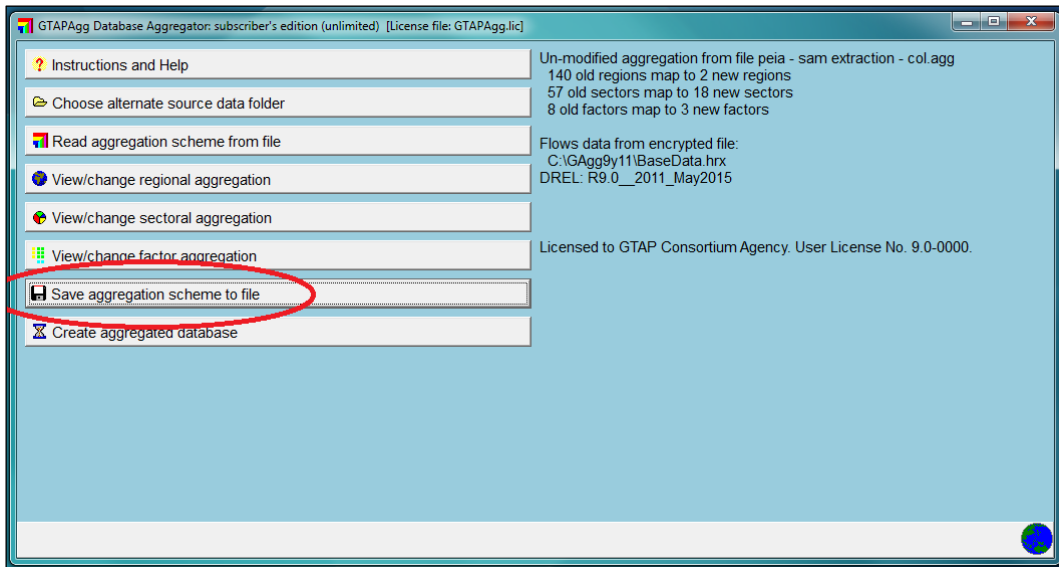 GTAPAgg Database Aggregator: subscriber's edition (unlimited) [License file: GTAPAgg.lic]
? Instructions and Help
Choose alternate source data folder
Read aggregation scheme from file
View/change regional aggregation
View/change sectoral aggregation
View/change factor aggregation
Save aggregation scheme to file
Create aggregated database
Un-modified aggregation from file peia - sam extraction - col.agg
140 old regions map to 2 new regions
57 old sectors map to 18 new sectors
8 old factors map to 3 new factors
Flows data from encrypted file:
C:\GAgg9y11\BaseData.hrx
DREL: R9.0__2011_May2015
Licensed to GTAP Consortium Agency. User License No. 9.0-0000.